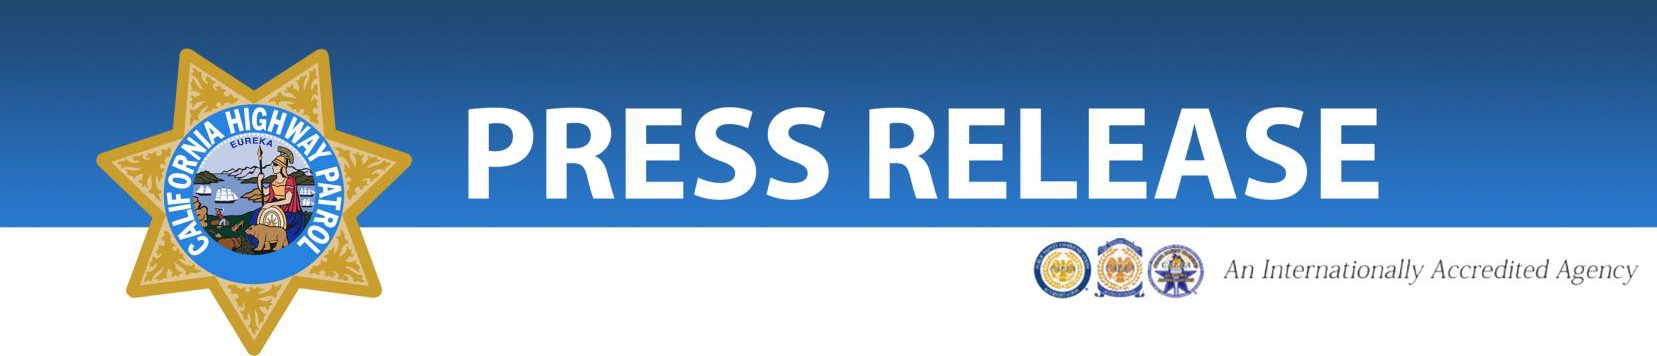 CALIFORNIA HIGHWAY PATROL
EUREKA
PRESS RELEASE
An Internationally Accredited Agency